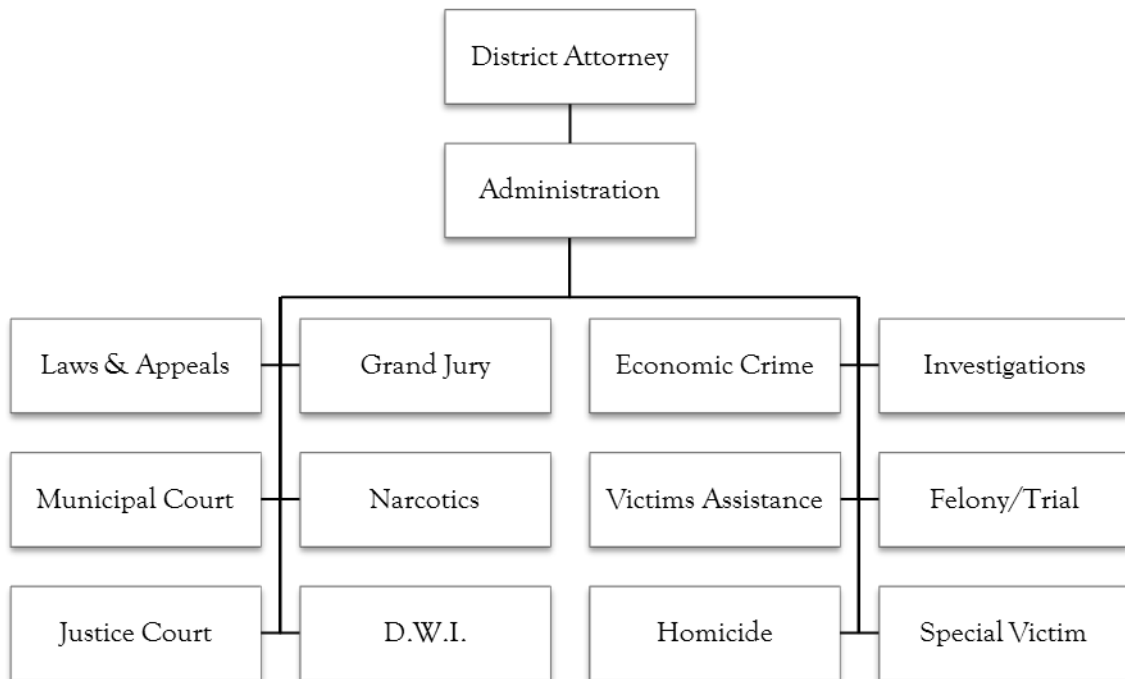 District Attorney
Administration
Laws & Appeals
Grand Jury
Economic Crime
Investigations
Municipal Court
Narcotics
Victims Assistance
Felony/Trial
Justice Court
D.W.I.
Homicide
Special Victim